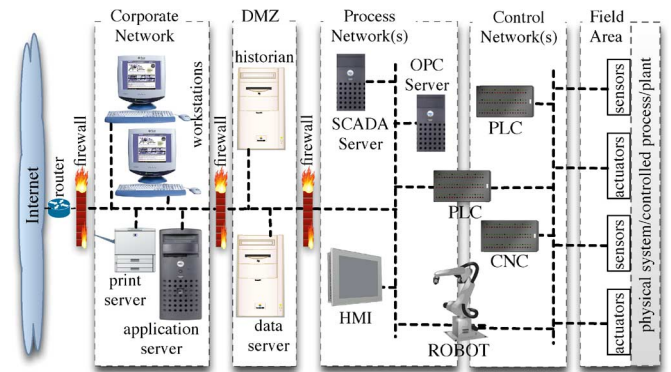 Corporate
Network
DMZ
Process
Network(s)
Control
Network(s)
Field
Area
Internet
router
firewall
workstations
print
server
application
server
firewall
historian
data
server
firewall
SCADA
Server
OPC
Server
HMI
PLC
ROBOT
PLC
CNC
sensors
actuators
sensors
actuators
physical system/controlled process/plant